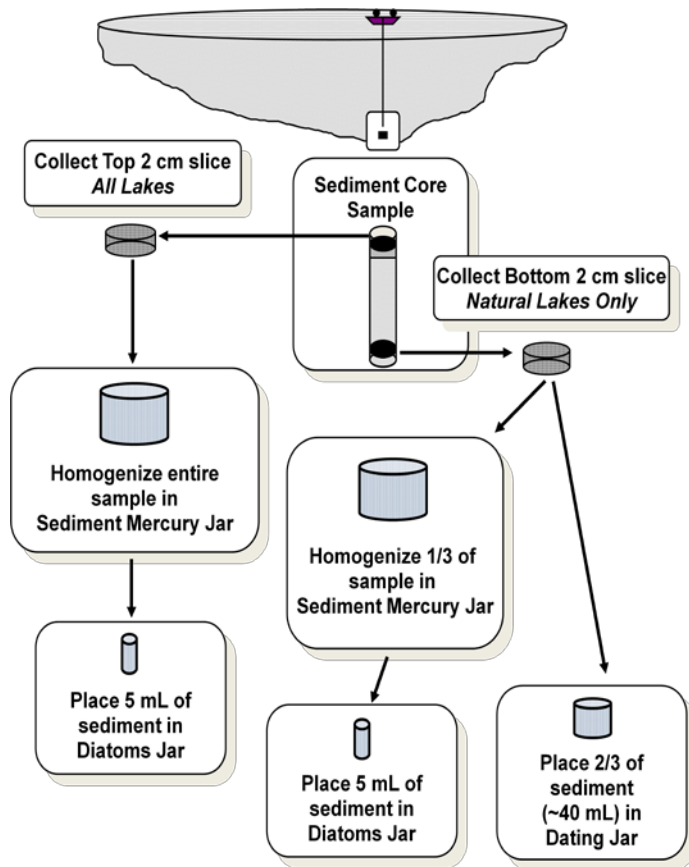 Collect Top 2 cm slice
All Lakes
Sediment Core
Sample
Collect Bottom 2 cm slice
Natural Lakes Only
Homogenize entire
sample in
Sediment Mercury Jar
Homogenize 1/3 of
sample in
Sediment Mercury Jar
Place 5 mL of
sediment in
Diatoms Jar
Place 5 mL of
sediment in
Diatoms Jar
Place 2/3 of
sediment
(~40 mL) in
Dating Jar